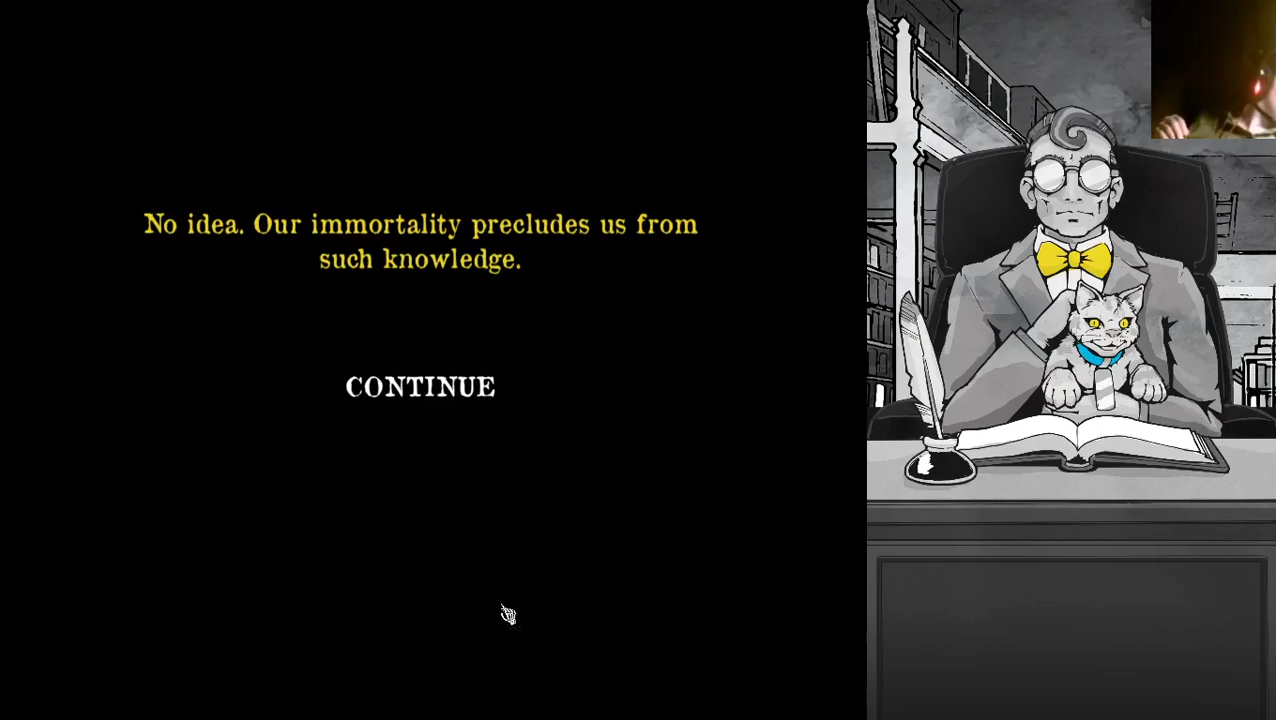 No idea. Our immortality precludes us from
such knowledge.
CONTINUE